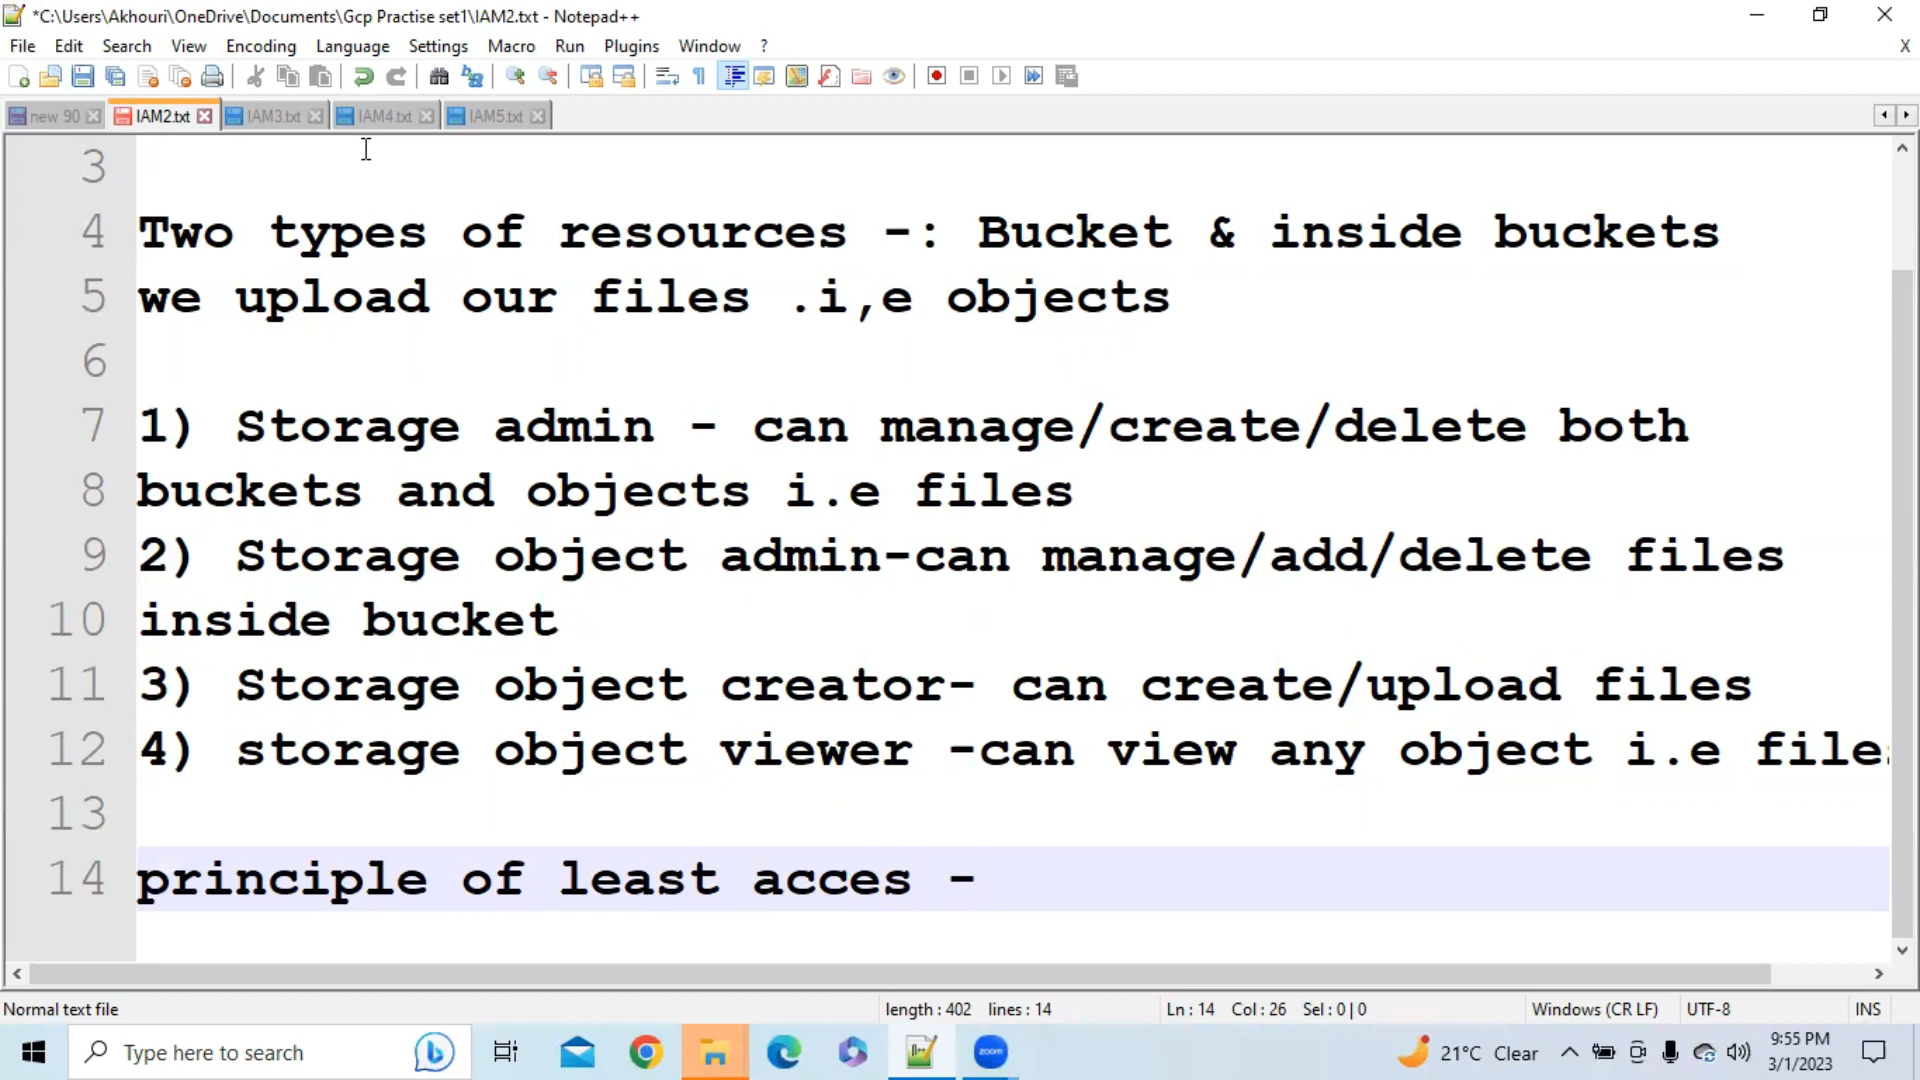 *C:\Users\Akhouri\OneDrive\Documents\Gcp Practise set1\IAM2.txt - Notepad++
File Edit Search View Encoding Language Settings Macro Run Plugins Window ? X
new 90 IAM2.txt IAM3.txt IAM4.txt IAM5.txt
3
4 Two types of resources -: Bucket & inside buckets
5 we upload our files .i,e objects
6
7 1) Storage admin - can manage/create/delete both
8 buckets and objects i.e files
9 2) Storage object admin-can manage/add/delete files
10 inside bucket
11 3) Storage object creator- can create/upload files
12 4) storage object viewer -can view any object i.e file
13
14 principle of least acces -
Normal text file length : 402 lines : 14 Ln : 14 Col : 26 Sel : 0 | 0 Windows (CR LF) UTF-8 INS
Type here to search zoom 21°C Clear 9:55 PM
3/1/2023